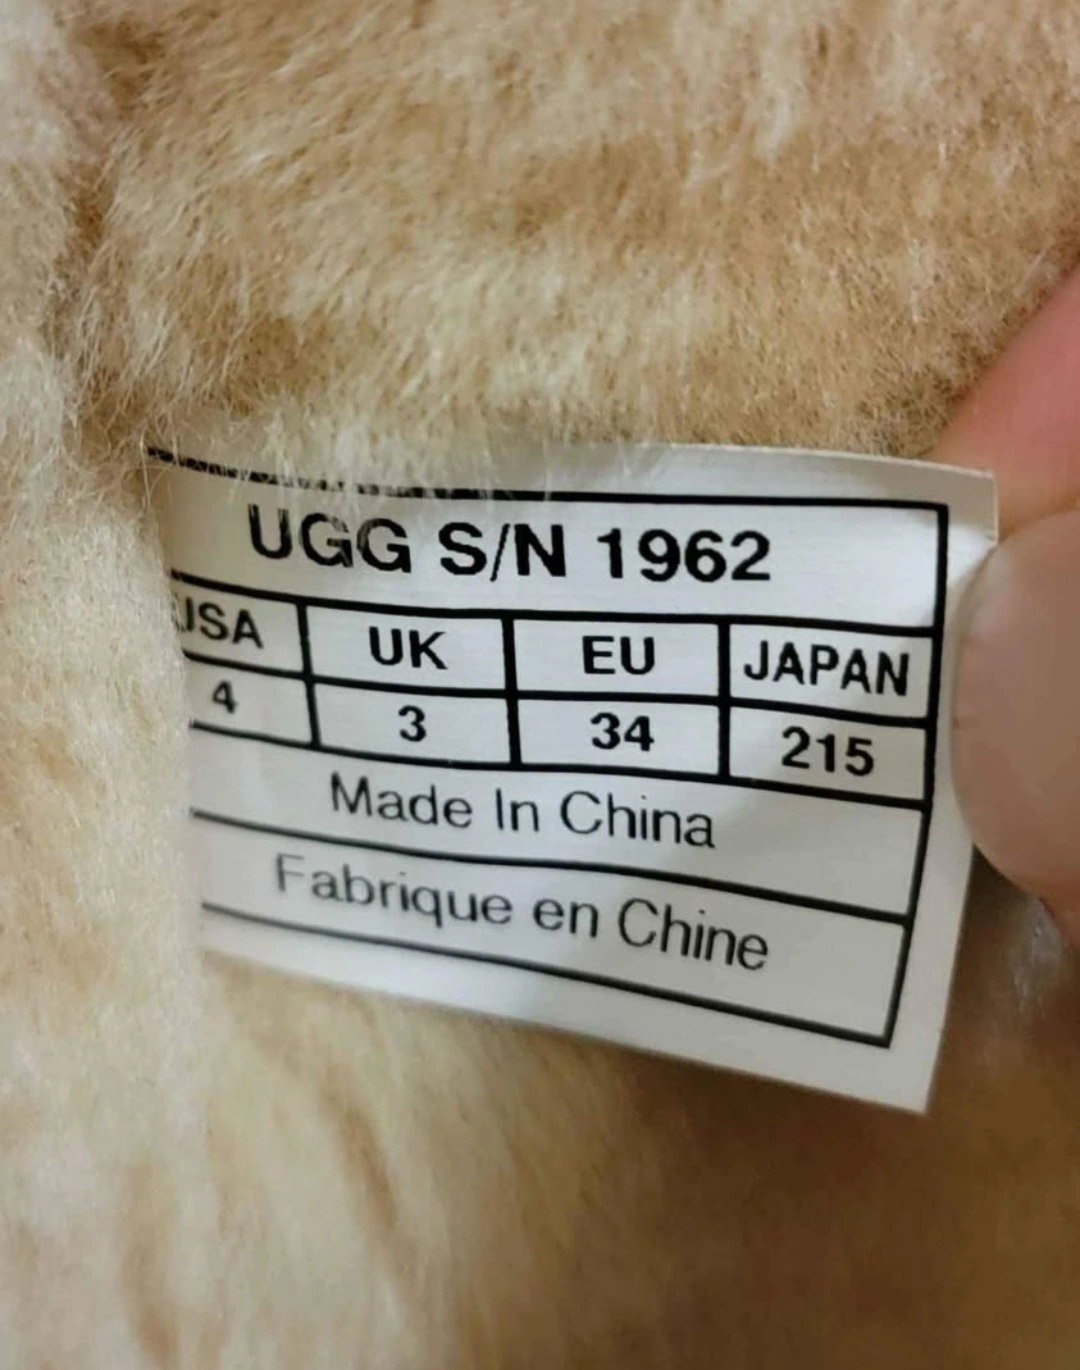 UGG S/N 1962
USA UK EU JAPAN
4 3 34 215
Made In China
Fabrique en Chine